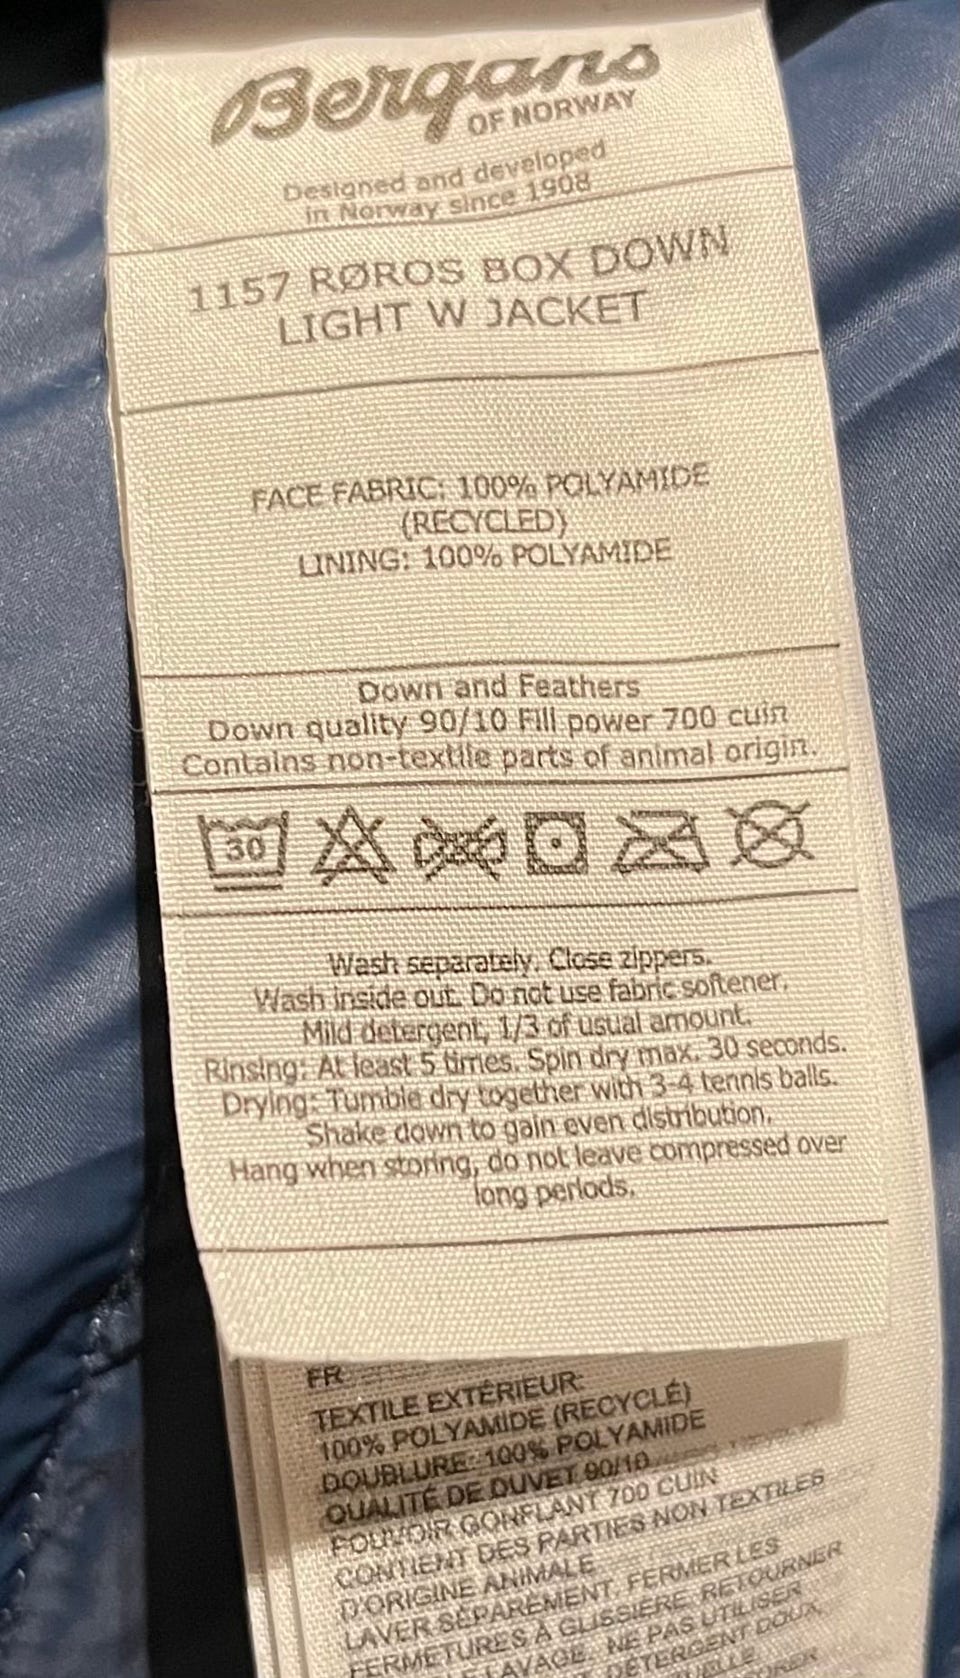 Bergans
OF NORWAY
Designed and developed
in Norway since 1908
1157 RØROS BOX DOWN
LIGHT W JACKET
FACE FABRIC: 100% POLYAMIDE
(RECYCLED)
LINING: 100% POLYAMIDE
Down and Feathers
Down quality 90/10 Fill power 700 cuin
Contains non-textile parts of animal origin.
30
Wash separately. Close zippers.
Wash inside out. Do not use fabric softener.
Mild detergent, 1/3 of usual amount.
Rinsing: At least 5 times. Spin dry max. 30 seconds.
Drying: Tumble dry together with 3-4 tennis balls.
Shake down to gain even distribution.
Hang when storing, do not leave compressed over
long periods.
FR
TEXTILE EXTÉRIEUR:
100% POLYAMIDE (RECYCLÉ)
DOUBLURE: 100% POLYAMIDE
QUALITÉ DE DUVET 90/10
POUVOIR GONFLANT 700 CUIN
CONTIENT DES PARTIES NON TEXTILES
D'ORIGINE ANIMALE
LAVER SÉPARÉMENT, FERMER LES
FERMETURES À GLISSIÈRE, RETOURNER
LAVAGE. NE PAS UTILISER
DÉTERGENT DOUX,